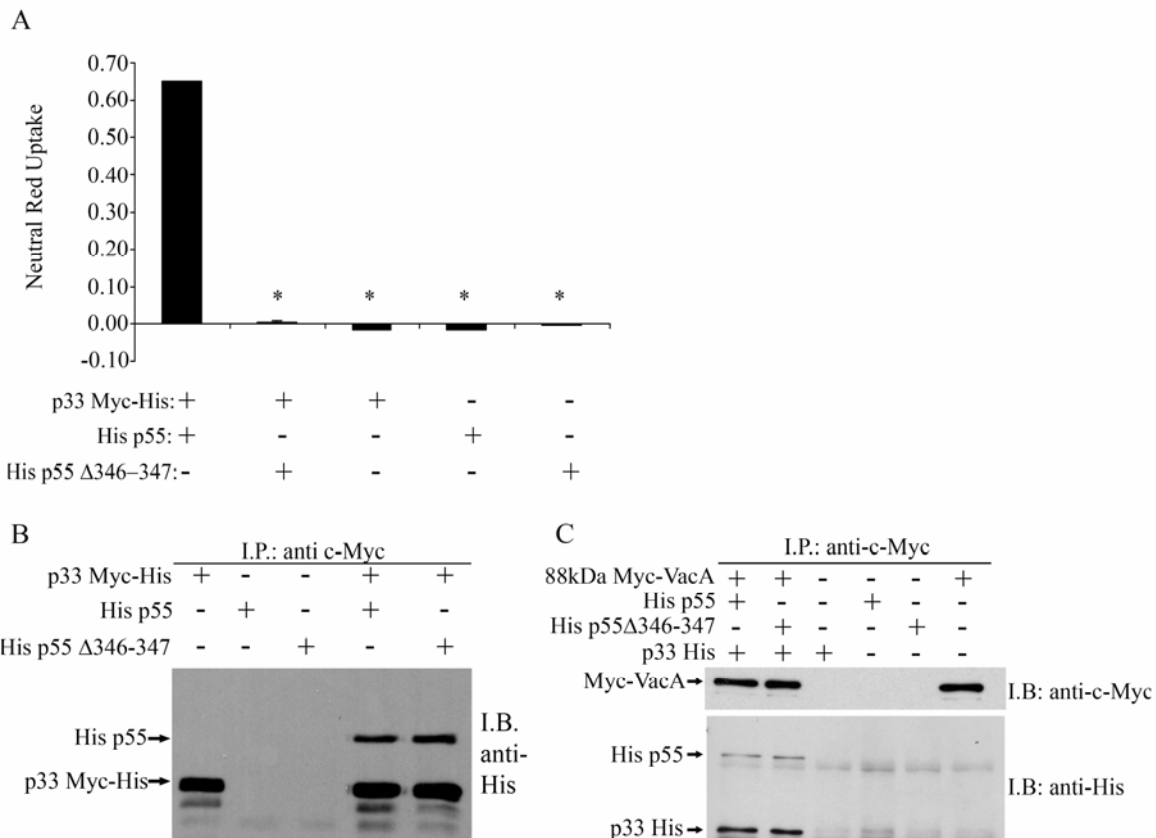 A
Neutral Red Uptake
0.70
0.60
0.50
0.40
0.30
0.20
0.10
0.00
-0.10
* * * *
p33 Myc-His: + + + - -
His p55: + - - + -
His p55 Δ346–347: - + - - +
B
I.P.: anti c-Myc
p33 Myc-His + - - + +
His p55 - + - + -
His p55 Δ346-347 - - + - +
His p55
p33 Myc-His
I.B.
anti-
His
C
I.P.: anti-c-Myc
88kDa Myc-VacA + + - - - +
His p55 + - - + - -
His p55Δ346-347 - + - - + -
p33 His + + + - - -
Myc-VacA
I.B: anti-c-Myc
His p55
I.B: anti-His
p33 His